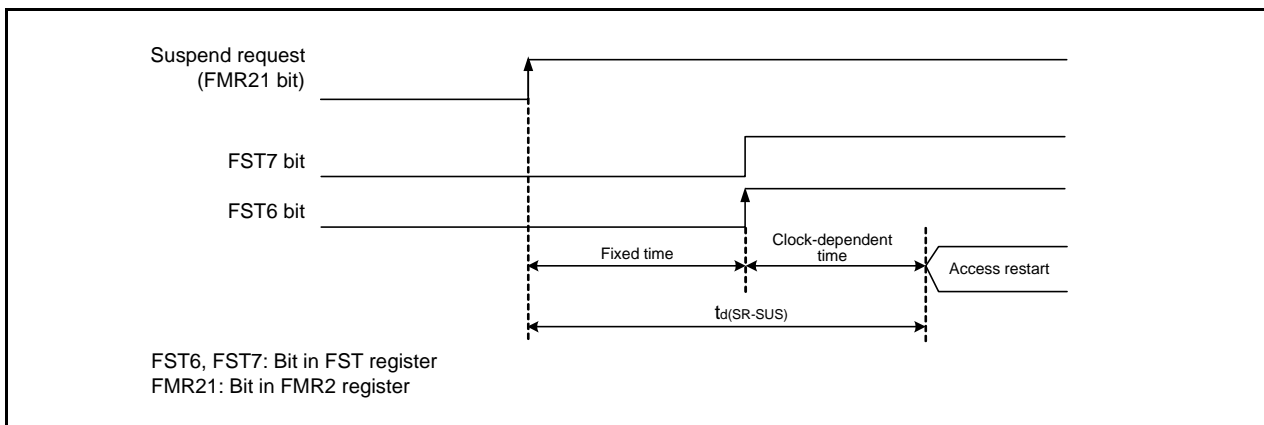 Suspend request
(FMR21 bit)
FST7 bit
FST6 bit
Fixed time
Clock-dependent
time
Access restart
td(SR-SUS)
FST6, FST7: Bit in FST register
FMR21: Bit in FMR2 register